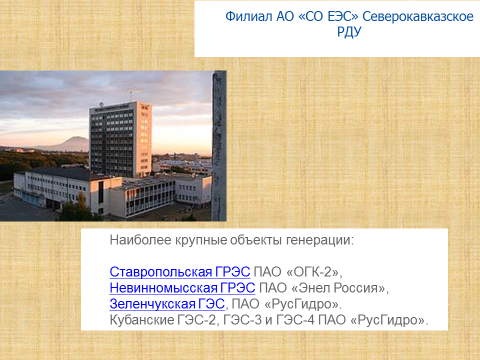 Филиал АО «СО ЕЭС» Северокавказское
РДУ
Наиболее крупные объекты генерации:
Ставропольская ГРЭС ПАО «ОГК-2»,
Невинномысская ГРЭС ПАО «Энел Россия»,
Зеленчукская ГЭС, ПАО «РусГидро».
Кубанские ГЭС-2, ГЭС-3 и ГЭС-4 ПАО «РусГидро».